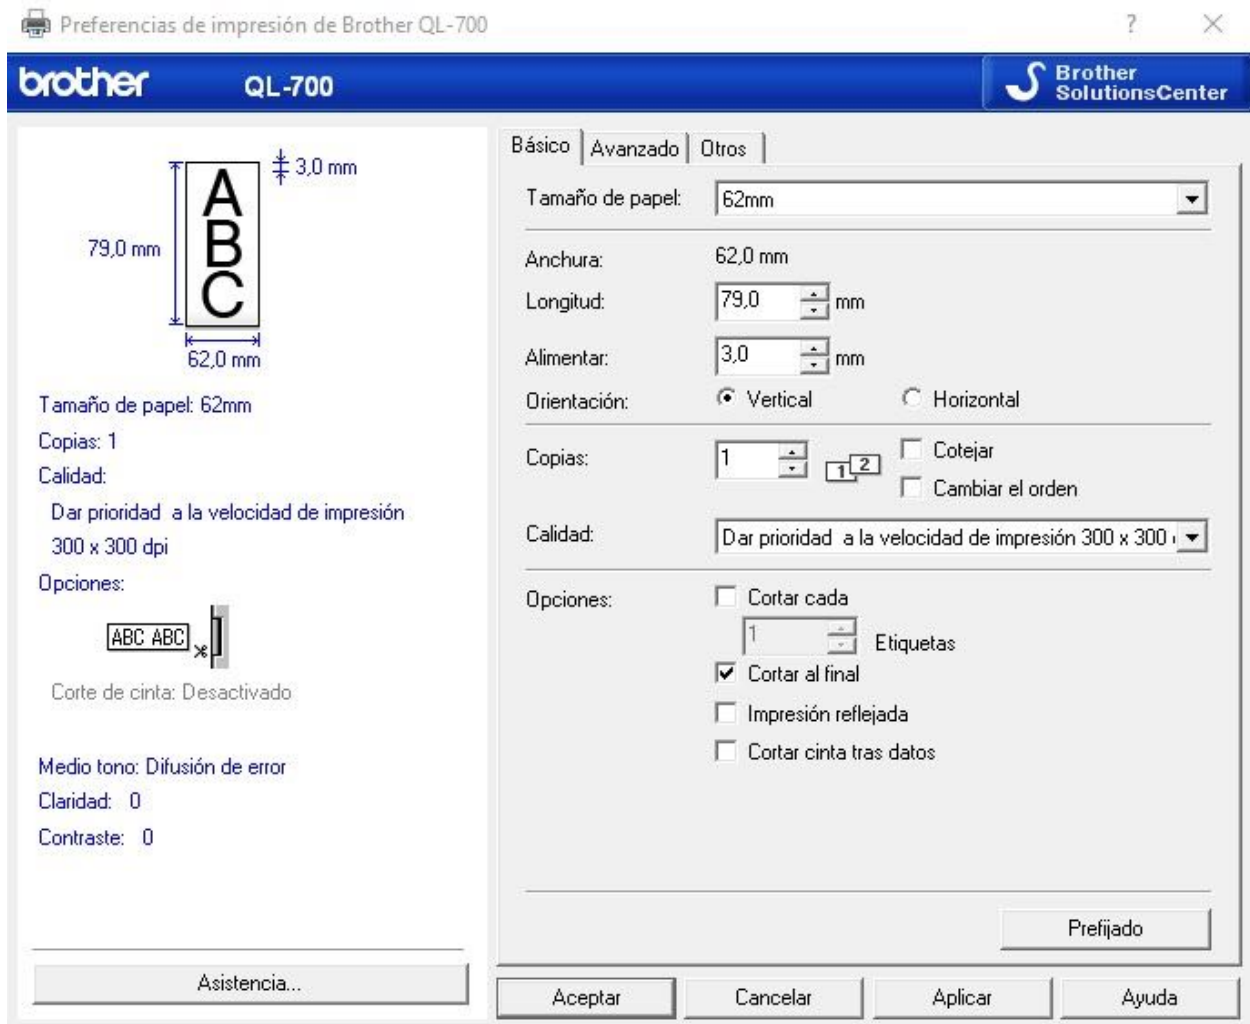 Preferencias de impresión de Brother QL-700
?
brother
QL-700
Brother
SolutionsCenter
A
B
C
3,0 mm
79,0 mm
62,0 mm
Tamaño de papel: 62mm
Copias: 1
Calidad:
Dar prioridad a la velocidad de impresión
300 x 300 dpi
Opciones:
ABC ABC
Corte de cinta: Desactivado
Medio tono: Difusión de error
Claridad: 0
Contraste: 0
Asistencia...
Básico Avanzado Otros
Tamaño de papel: 62mm
Anchura: 62,0 mm
Longitud: 79,0 mm
Alimentar: 3,0 mm
Orientación: Vertical Horizontal
Copias: 1 1 2 Cotejar
Cambiar el orden
Calidad: Dar prioridad a la velocidad de impresión 300 x 300
Opciones: Cortar cada
1 Etiquetas
Cortar al final
Impresión reflejada
Cortar cinta tras datos
Prefijado
Aceptar Cancelar Aplicar Ayuda